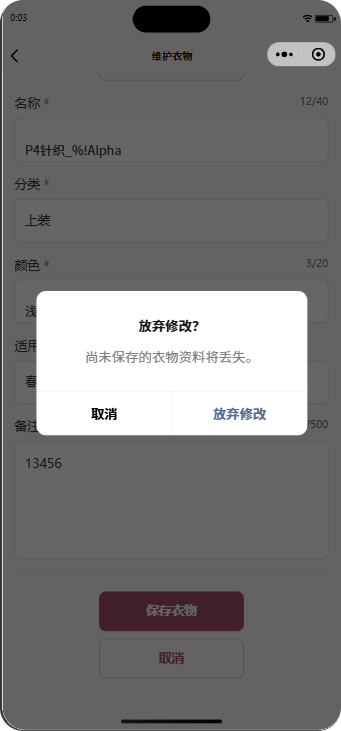 0:03
维护衣物
名称 * 12/40
P4针织_%!Alpha
分类 *
上装
颜色 * 3/20
浅
放弃修改?
尚未保存的衣物资料将丢失。
适用
春
取消 放弃修改
备注 /500
13456
保存衣物
取消